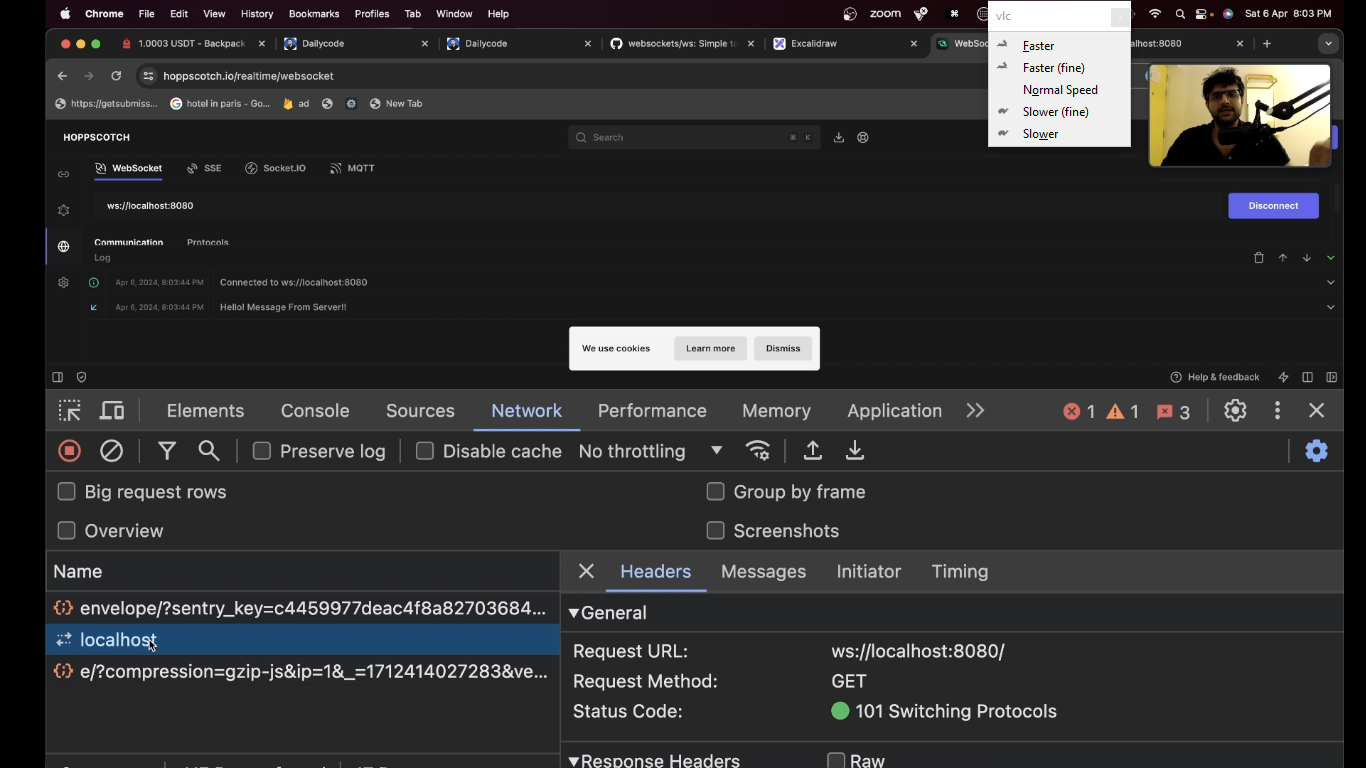 Chrome File Edit View History Bookmarks Profiles Tab Window Help zoom Sat 6 Apr 8:03 PM
vlc
Faster
Faster (fine)
Normal Speed
Slower (fine)
Slower
1.0003 USDT - Backpack Dailycode Dailycode websockets/ws: Simple to Excalidraw WebSoc alhost:8080
hoppscotch.io/realtime/websocket
https://getsubmiss... hotel in paris - Go... ad New Tab
HOPPSCOTCH
Search ⌘ K
WebSocket SSE Socket.IO MQTT
ws://localhost:8080
Disconnect
Communication Protocols
Log
Apr 6, 2024, 8:03:44 PM Connected to ws://localhost:8080
Apr 6, 2024, 8:03:44 PM Hello! Message From Server!!
We use cookies Learn more Dismiss
Help & feedback
Elements Console Sources Network Performance Memory Application 1 1 3
Preserve log Disable cache No throttling
Big request rows Group by frame
Overview Screenshots
Name
envelope/?sentry_key=c4459977deac4f8a82703684...
localhost
e/?compression=gzip-js&ip=1&_=1712414027283&ve...
Headers Messages Initiator Timing
General
Request URL: ws://localhost:8080/
Request Method: GET
Status Code: 101 Switching Protocols
Response Headers Raw